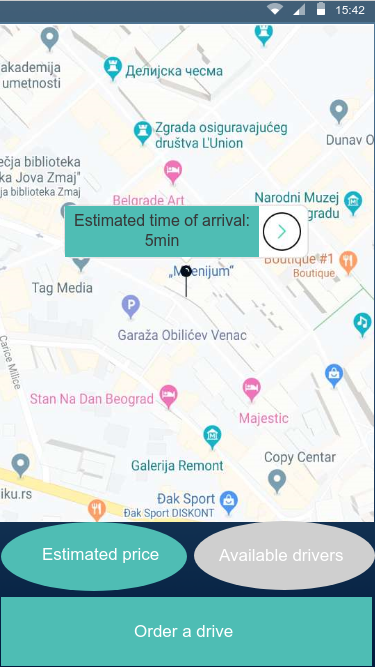 15:42
akademija
umetnosti
Делијска чесма
Zgrada osiguravajućeg
društva L'Union
Dunav O
ečja biblioteka
ka Jova Zmaj"
ja biblioteka Zmaj
Belgrade Art
Narodni Muzej
gradu
Estimated time of arrival:
5min
Boutique #1
Boutique
Tag Media
Garaža Obilićev Venac
Carice Milice
Stan Na Dan Beograd
Majestic
Galerija Remont
Copy Centar
iku.rs
Đak Sport
Đak Sport DISKONT
Estimated price
Available drivers
Order a drive